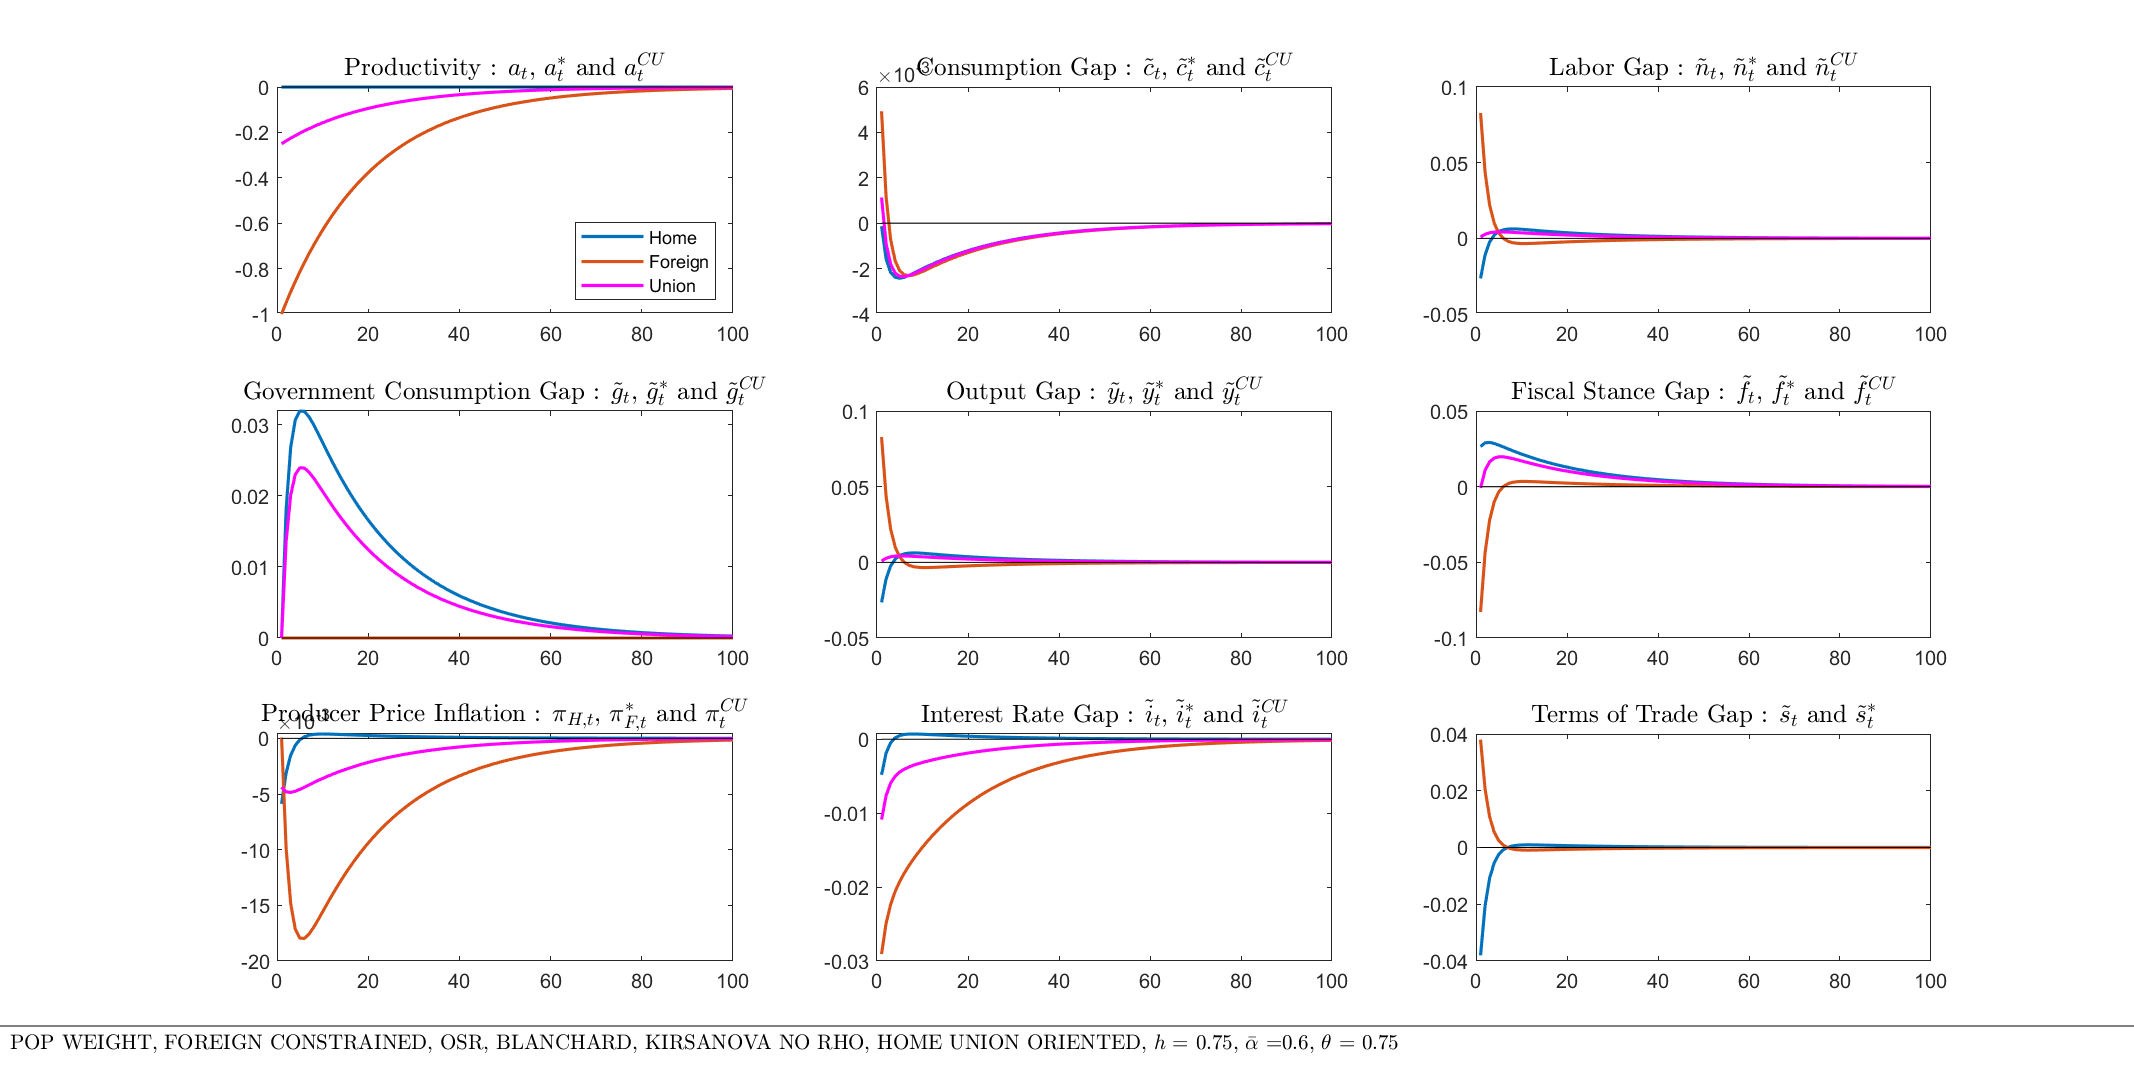 Productivity : a_t, a_t^* and a_t^{CU}
0
-0.2
-0.4
-0.6
-0.8
-1
0 20 40 60 80 100
Home
Foreign
Union
×10^{-3}
Consumption Gap : c̃_t, c̃_t^* and c̃_t^{CU}
6
4
2
0
-2
-4
0 20 40 60 80 100
Labor Gap : ñ_t, ñ_t^* and ñ_t^{CU}
0.1
0.05
0
-0.05
0 20 40 60 80 100
Government Consumption Gap : g̃_t, g̃_t^* and g̃_t^{CU}
0.03
0.02
0.01
0
0 20 40 60 80 100
Output Gap : ỹ_t, ỹ_t^* and ỹ_t^{CU}
0.1
0.05
0
-0.05
0 20 40 60 80 100
Fiscal Stance Gap : f̃_t, f̃_t^* and f̃_t^{CU}
0.05
0
-0.05
-0.1
0 20 40 60 80 100
Producer Price Inflation : π_{H,t}, π_{F,t}^* and π_t^{CU}
×10^{-3}
0
-5
-10
-15
-20
0 20 40 60 80 100
Interest Rate Gap : ĩ_t, ĩ_t^* and ĩ_t^{CU}
0
-0.01
-0.02
-0.03
0 20 40 60 80 100
Terms of Trade Gap : s̃_t and s̃_t^*
0.04
0.02
0
-0.02
-0.04
0 20 40 60 80 100
POP WEIGHT, FOREIGN CONSTRAINED, OSR, BLANCHARD, KIRSANOVA NO RHO, HOME UNION ORIENTED, h = 0.75, ᾱ =0.6, θ = 0.75